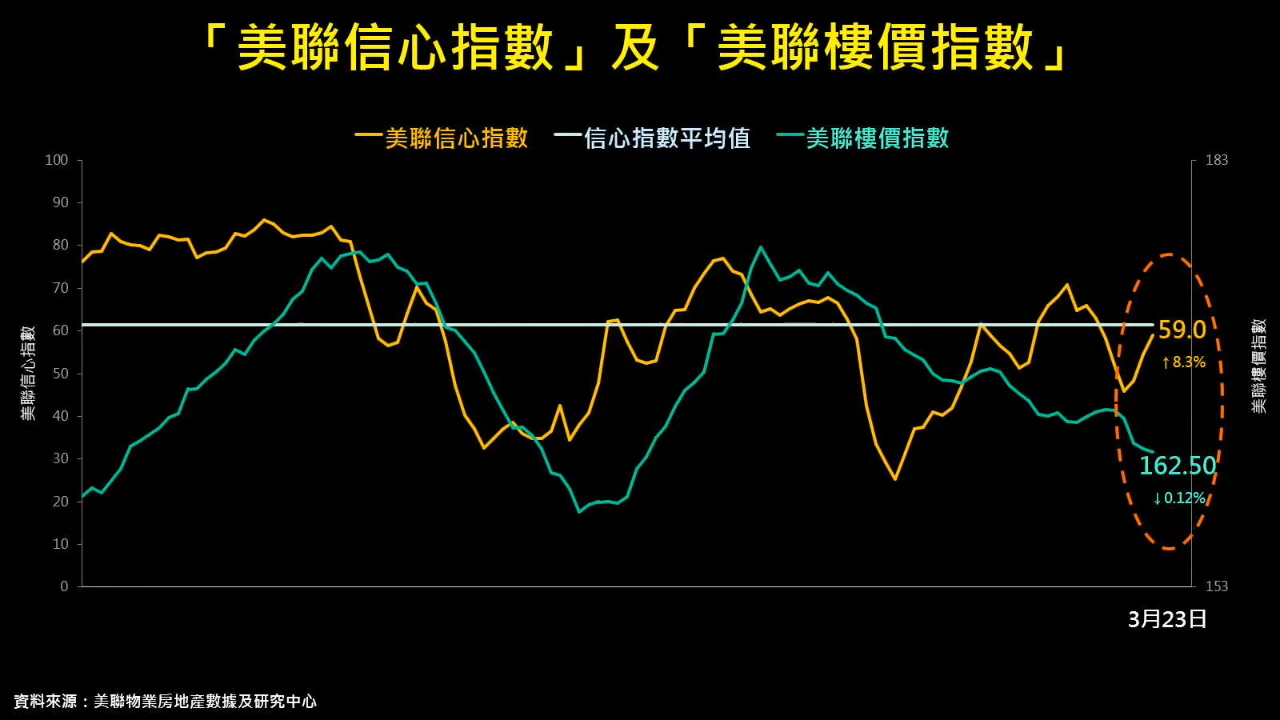 「美聯信心指數」及「美聯樓價指數」
美聯信心指數 信心指數平均值 美聯樓價指數
100
90
80
70
60
50
40
30
20
10
0
美聯信心指數
183
153
美聯樓價指數
59.0
↑8.3%
162.50
↓0.12%
3月23日
資料來源：美聯物業房地產數據及研究中心